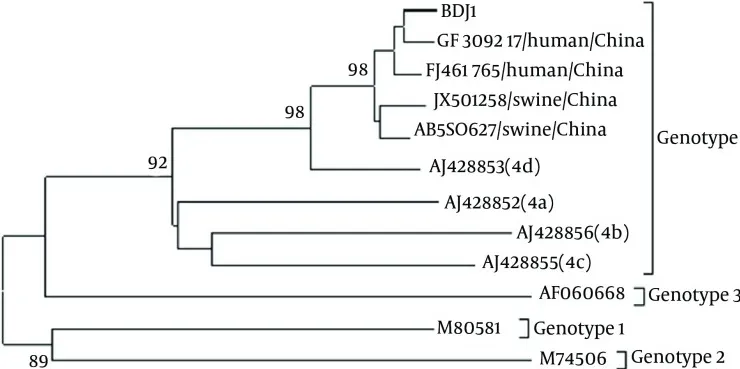 BDJ1
GF 3092 17/human/China
98
FJ461 765/human/China
JX501258/swine/China
98
AB5SO627/swine/China
Genotype
92
AJ428853(4d)
AJ428852(4a)
AJ428856(4b)
AJ428855(4c)
AF060668
Genotype 3
M80581
Genotype 1
89
M74506
Genotype 2